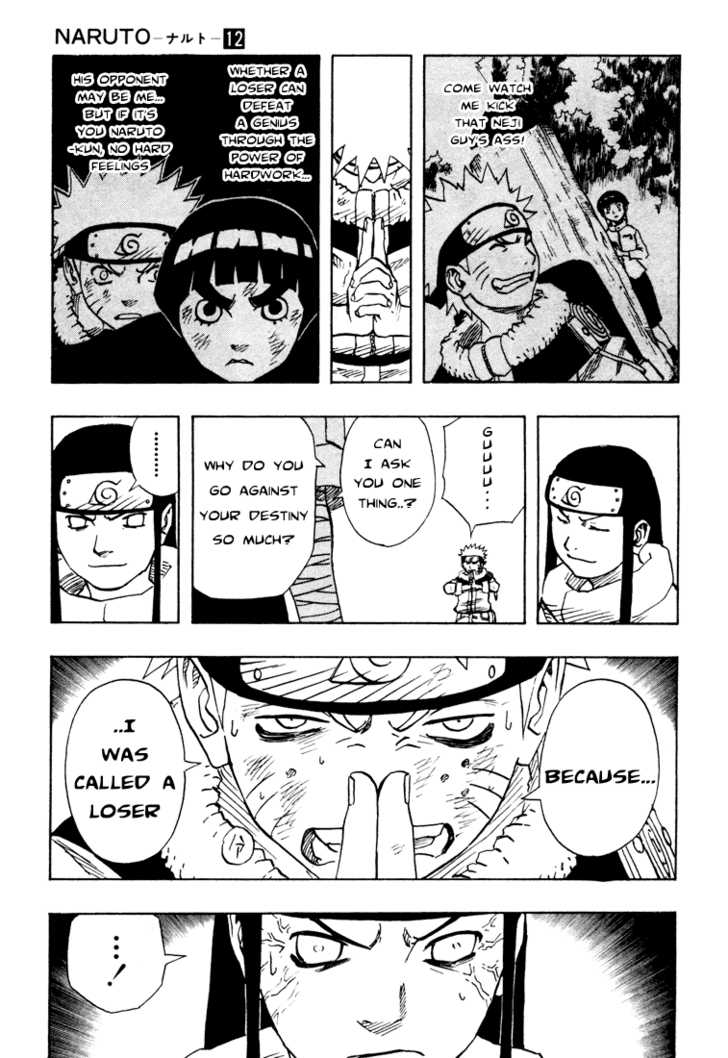 NARUTO —ナルト— 12
COME WATCH
ME KICK
THAT NEJI
GUY'S ASS!
WHETHER A
LOSER CAN
DEFEAT
A GENIUS
THROUGH THE
POWER OF
HARDWORK...
HIS OPPONENT
MAY BE ME...
BUT IF IT'S
YOU NARUTO
-KUN, NO HARD
FEELINGS
GUUUU...
CAN
I ASK
YOU ONE
THING..?
WHY DO YOU
GO AGAINST
YOUR DESTINY
SO MUCH?
........
BECAUSE...
..I
WAS
CALLED A
LOSER
...!